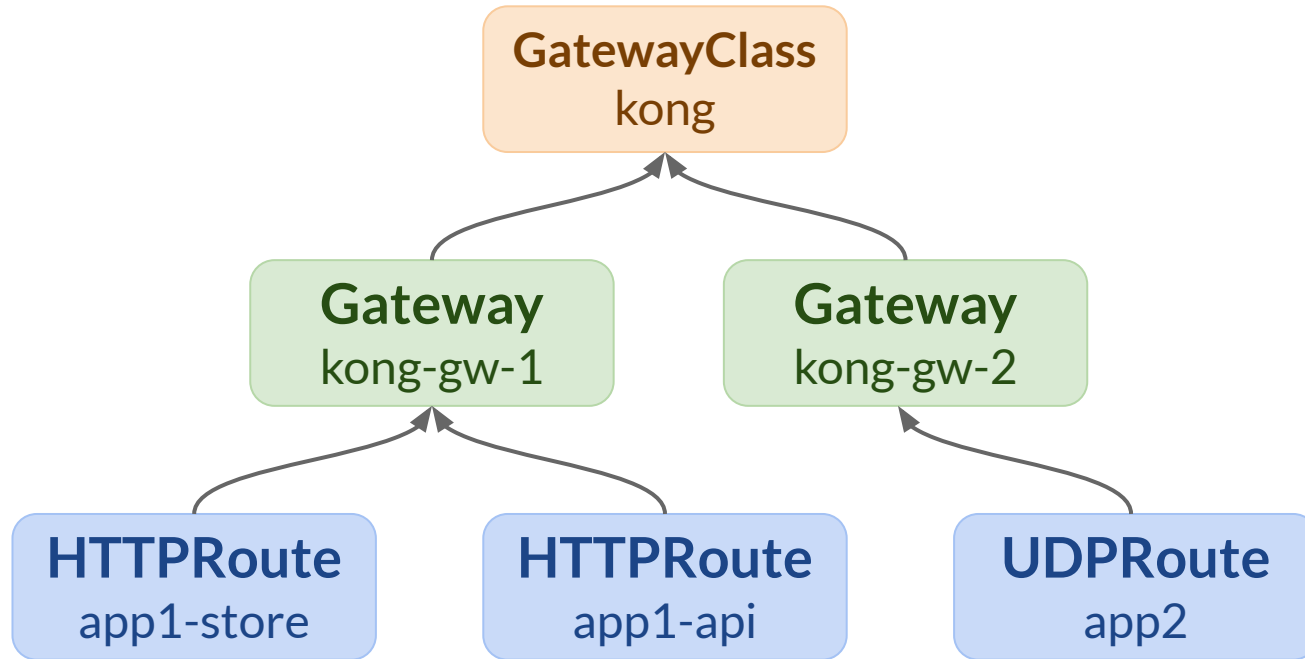 GatewayClass
kong
Gateway
kong-gw-1
Gateway
kong-gw-2
HTTPRoute
app1-store
HTTPRoute
app1-api
UDPRoute
app2